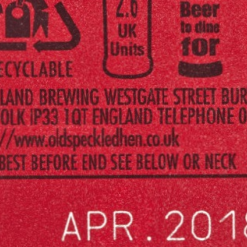 2.6
UK
Units
Beer
to dine
for
ECYCLABLE
LAND BREWING WESTGATE STREET BUR
OLK IP33 1QT ENGLAND TELEPHONE 0
//www.oldspeckledhen.co.uk
BEST BEFORE END SEE BELOW OR NECK
APR.2018